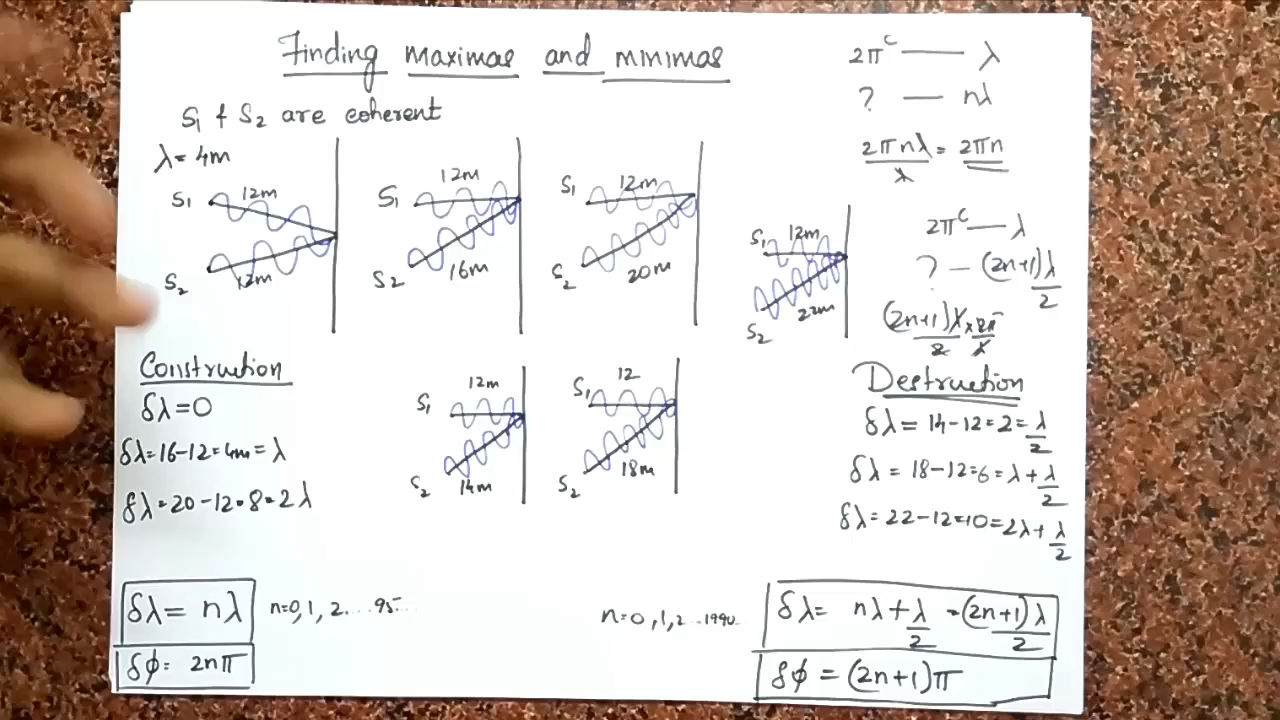 Finding maximas and minimas
S₁ & S₂ are coherent
λ = 4m
S₁ 12m
S₂ 12m
S₁ 12m
S₂ 16m
S₁ 12m
S₂ 20m
S₁ 12m
S₂ 22m
2πᶜ — λ
? — nλ
2πnλ/λ = 2πn
2πᶜ — λ
? — (2n+1)λ/2
(2n+1)λ/2 × 2π/λ
Construction
δλ = 0
δλ = 16-12 = 4m = λ
δλ = 20-12 = 8 = 2λ
S₁ 12m
S₂ 14m
S₁ 12
S₂ 18m
Destruction
δλ = 14-12 = 2 = λ/2
δλ = 18-12 = 6 = λ + λ/2
δλ = 22-12 = 10 = 2λ + λ/2
δλ = nλ n=0,1,2....95..
δφ = 2nπ
n=0,1,2...1990..
δλ = nλ + λ/2 = (2n+1)λ/2
δφ = (2n+1)π